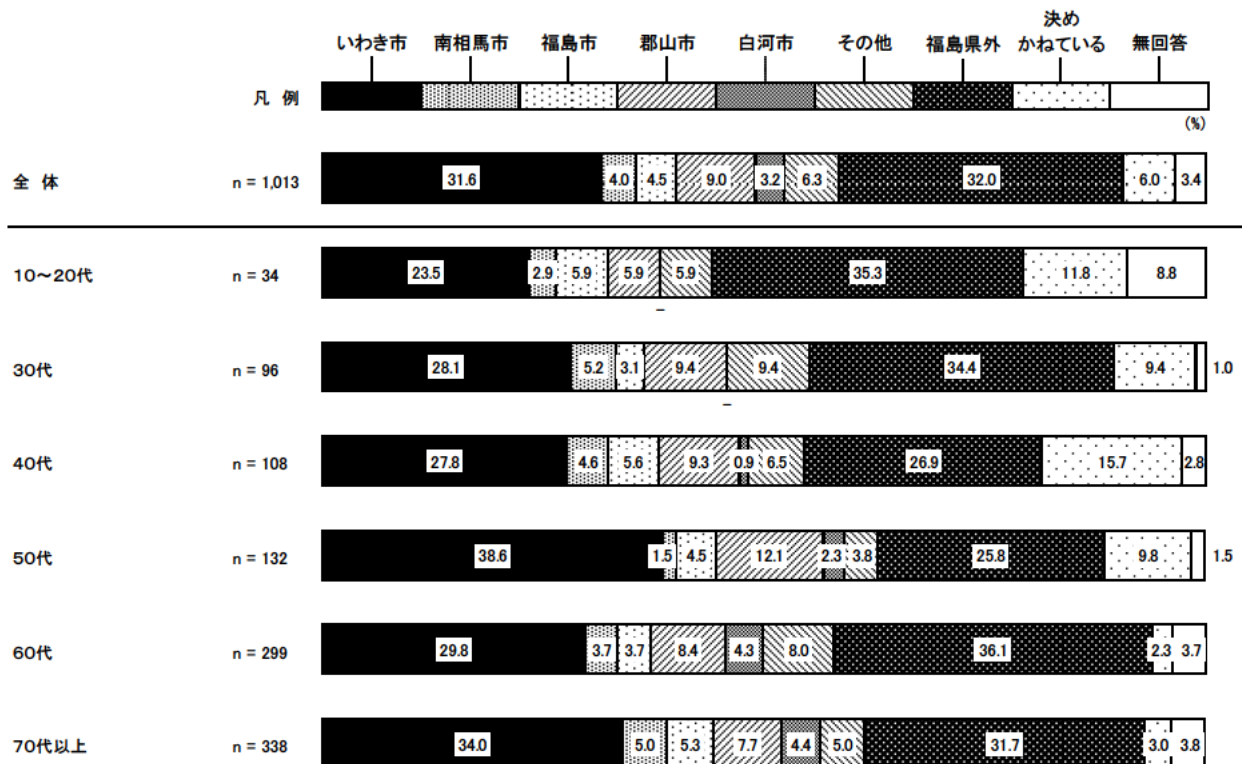 決め
いわき市 南相馬市 福島市 郡山市 白河市 その他 福島県外 かねている 無回答
凡 例
(%)
全 体 n = 1,013 31.6 4.0 4.5 9.0 3.2 6.3 32.0 6.0 3.4
10～20代 n = 34 23.5 2.9 5.9 5.9 5.9 35.3 11.8 8.8
–
30代 n = 96 28.1 5.2 3.1 9.4 9.4 34.4 9.4 1.0
–
40代 n = 108 27.8 4.6 5.6 9.3 0.9 6.5 26.9 15.7 2.8
50代 n = 132 38.6 1.5 4.5 12.1 2.3 3.8 25.8 9.8 1.5
60代 n = 299 29.8 3.7 3.7 8.4 4.3 8.0 36.1 2.3 3.7
70代以上 n = 338 34.0 5.0 5.3 7.7 4.4 5.0 31.7 3.0 3.8